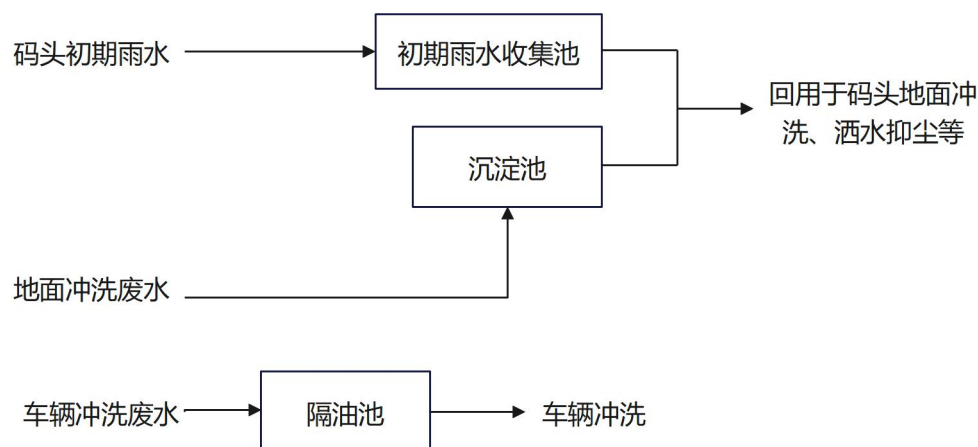 码头初期雨水
初期雨水收集池
回用于码头地面冲
洗、洒水抑尘等
沉淀池
地面冲洗废水
车辆冲洗废水
隔油池
车辆冲洗